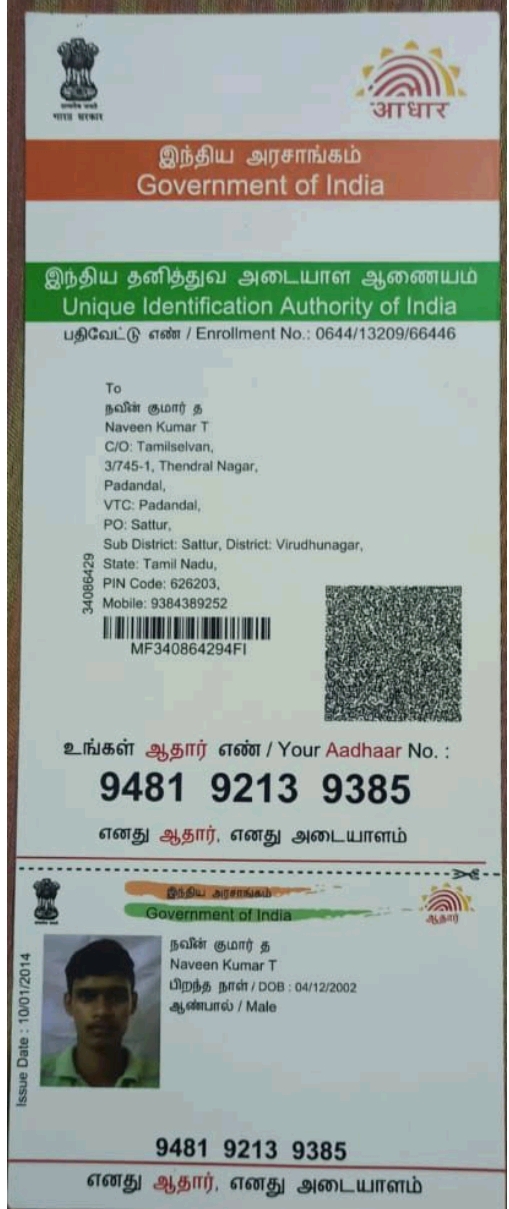 भारत सरकार
आधार
இந்திய அரசாங்கம்
Government of India
இந்திய தனித்துவ அடையாள ஆணையம்
Unique Identification Authority of India
பதிவேட்டு எண் / Enrollment No.: 0644/13209/66446
To
நவீன் குமார் த
Naveen Kumar T
C/O: Tamilselvan,
3/745-1, Thendral Nagar,
Padandal,
VTC: Padandal,
PO: Sattur,
Sub District: Sattur, District: Virudhunagar,
State: Tamil Nadu,
PIN Code: 626203,
Mobile: 9384389252
34086429
MF340864294FI
உங்கள் ஆதார் எண் / Your Aadhaar No. :
9481 9213 9385
எனது ஆதார், எனது அடையாளம்
இந்திய அரசாங்கம்
Government of India
ஆதார்
Issue Date : 10/01/2014
நவீன் குமார் த
Naveen Kumar T
பிறந்த நாள் / DOB : 04/12/2002
ஆண்பால் / Male
9481 9213 9385
எனது ஆதார், எனது அடையாளம்